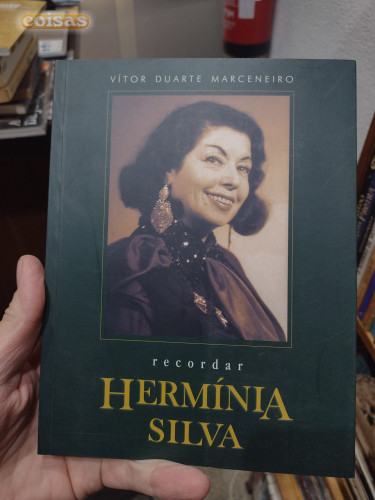 coisas
VÍTOR DUARTE MARCENEIRO
recordar
HERMÍNIA
SILVA